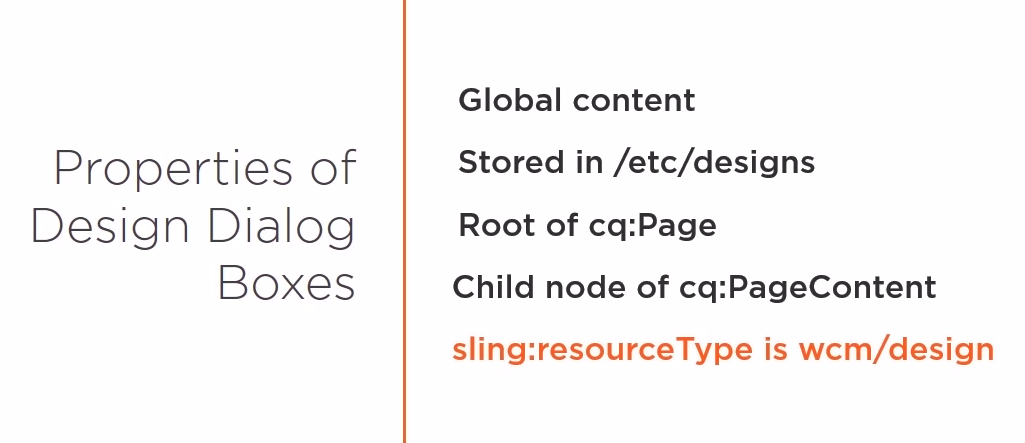 Properties of
Design Dialog
Boxes
Global content
Stored in /etc/designs
Root of cq:Page
Child node of cq:PageContent
sling:resourceType is wcm/design